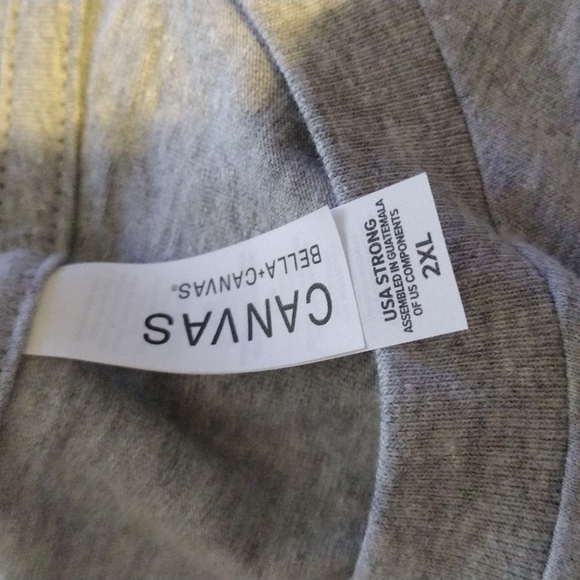 CANVAS
BELLA+CANVAS®
USA STRONG
ASSEMBLED IN GUATEMALA
OF US COMPONENTS
2XL